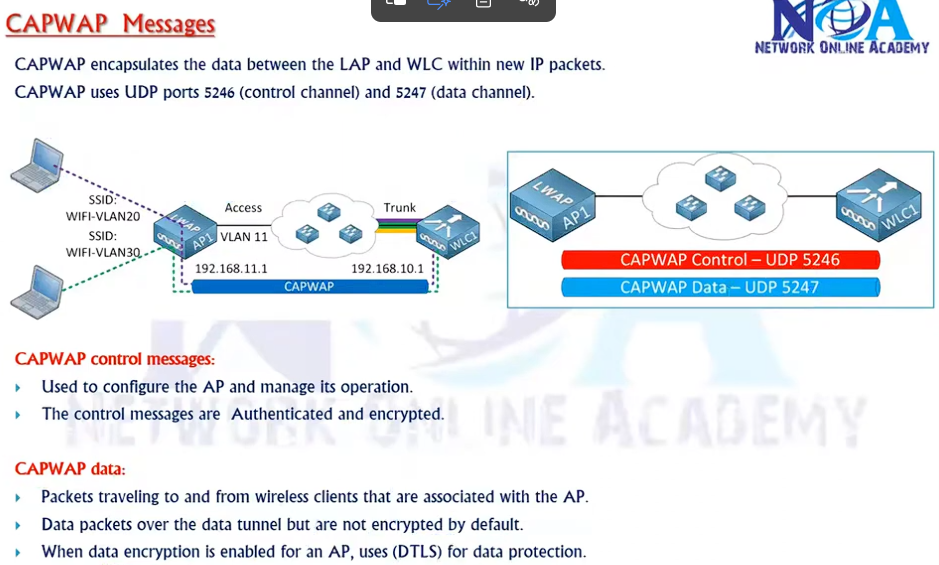 CAPWAP Messages
NETWORK ONLINE ACADEMY
CAPWAP encapsulates the data between the LAP and WLC within new IP packets.
CAPWAP uses UDP ports 5246 (control channel) and 5247 (data channel).
SSID:
WIFI-VLAN20
SSID:
WIFI-VLAN30
LWAP
AP1
Access
VLAN 11
Trunk
WLC1
192.168.11.1
192.168.10.1
CAPWAP
LWAP
AP1
WLC1
CAPWAP Control – UDP 5246
CAPWAP Data – UDP 5247
CAPWAP control messages:
Used to configure the AP and manage its operation.
The control messages are Authenticated and encrypted.
NETWORK ONLINE ACADEMY
CAPWAP data:
Packets traveling to and from wireless clients that are associated with the AP.
Data packets over the data tunnel but are not encrypted by default.
When data encryption is enabled for an AP, uses (DTLS) for data protection.